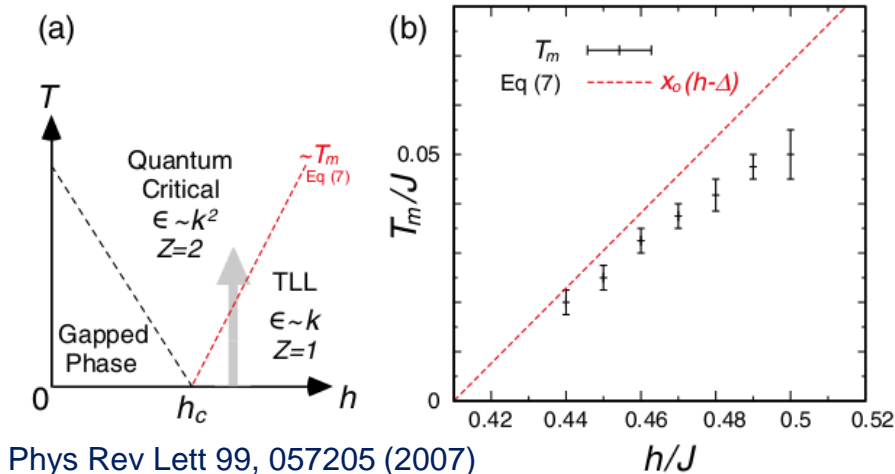 (a)
T
Quantum
Critical
ϵ ~k²
Z=2
~Tₘ
Eq (7)
TLL
ϵ ~k
Z=1
Gapped
Phase
0
h_c
h
(b)
Tₘ
Eq (7)
x₀(h-Δ)
Tₘ/J
0.05
0
0.42
0.44
0.46
0.48
0.5
0.52
h/J
Phys Rev Lett 99, 057205 (2007)